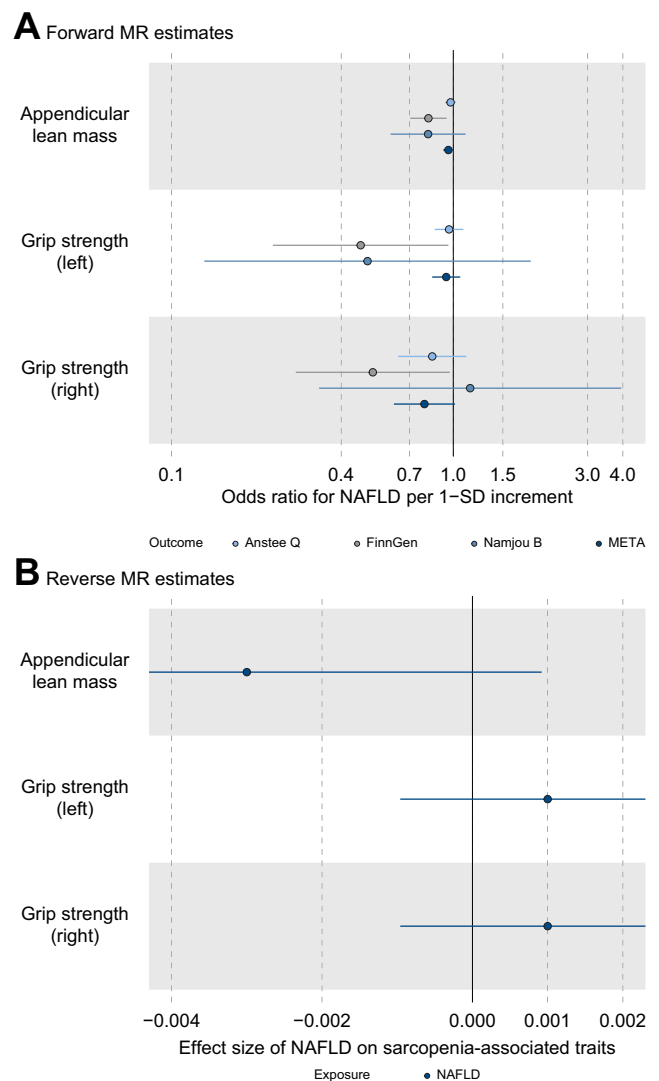 A Forward MR estimates
Appendicular
lean mass
Grip strength
(left)
Grip strength
(right)
0.1 0.4 0.7 1.0 1.5 3.0 4.0
Odds ratio for NAFLD per 1−SD increment
Outcome Anstee Q FinnGen Namjou B META
B Reverse MR estimates
Appendicular
lean mass
Grip strength
(left)
Grip strength
(right)
−0.004 −0.002 0.000 0.001 0.002
Effect size of NAFLD on sarcopenia−associated traits
Exposure NAFLD